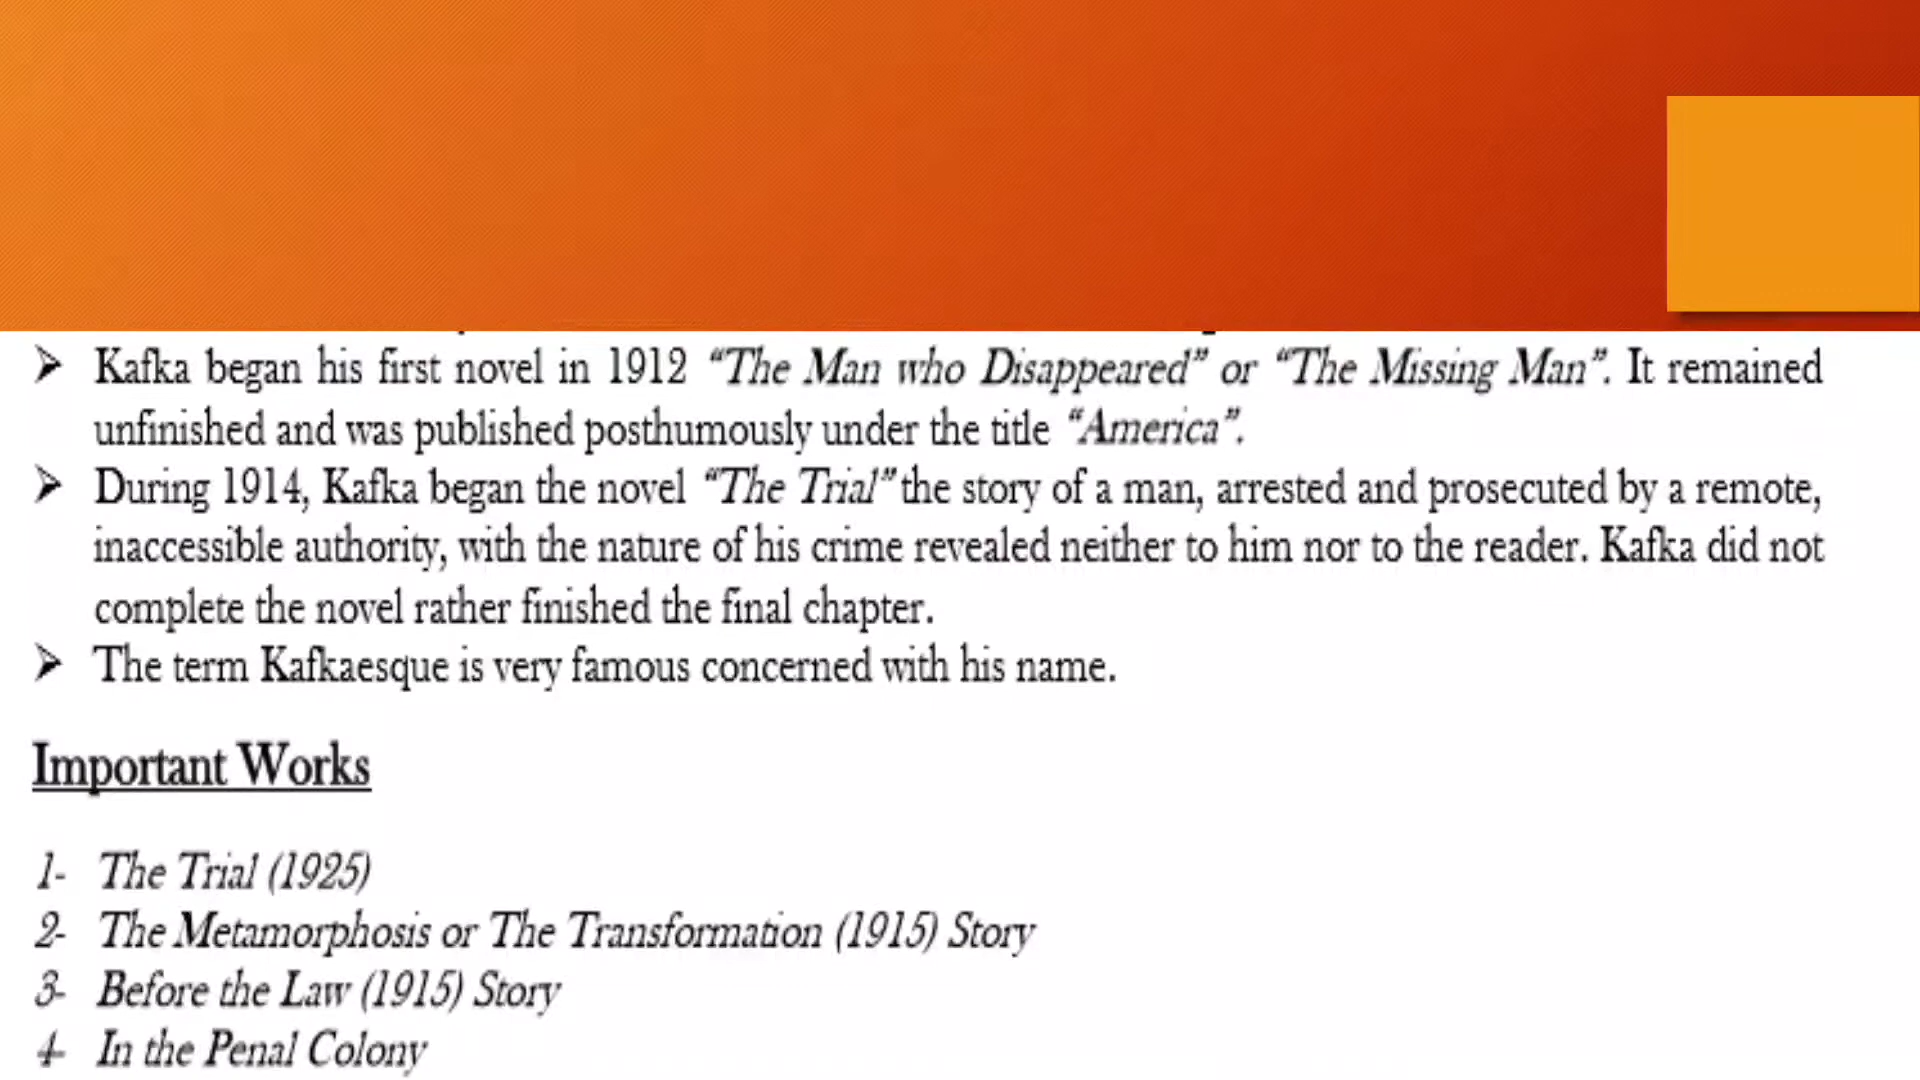 ➢ Kafka began his first novel in 1912 “The Man who Disappeared” or “The Missing Man”. It remained
unfinished and was published posthumously under the title “America”.
➢ During 1914, Kafka began the novel “The Trial” the story of a man, arrested and prosecuted by a remote,
inaccessible authority, with the nature of his crime revealed neither to him nor to the reader. Kafka did not
complete the novel rather finished the final chapter.
➢ The term Kafkaesque is very famous concerned with his name.
Important Works
1- The Trial (1925)
2- The Metamorphosis or The Transformation (1915) Story
3- Before the Law (1915) Story
4- In the Penal Colony